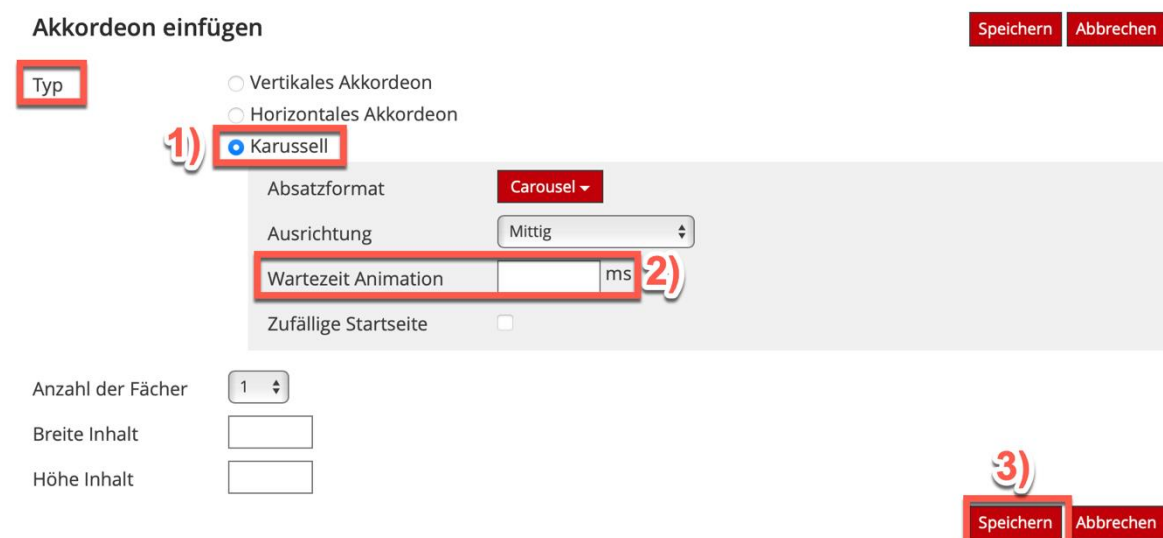 Akkordeon einfügen Speichern Abbrechen
Typ Vertikales Akkordeon
Horizontales Akkordeon
1) Karussell
Absatzformat Carousel
Ausrichtung Mittig
Wartezeit Animation ms 2)
Zufällige Startseite
Anzahl der Fächer 1
Breite Inhalt
Höhe Inhalt
3)
Speichern Abbrechen